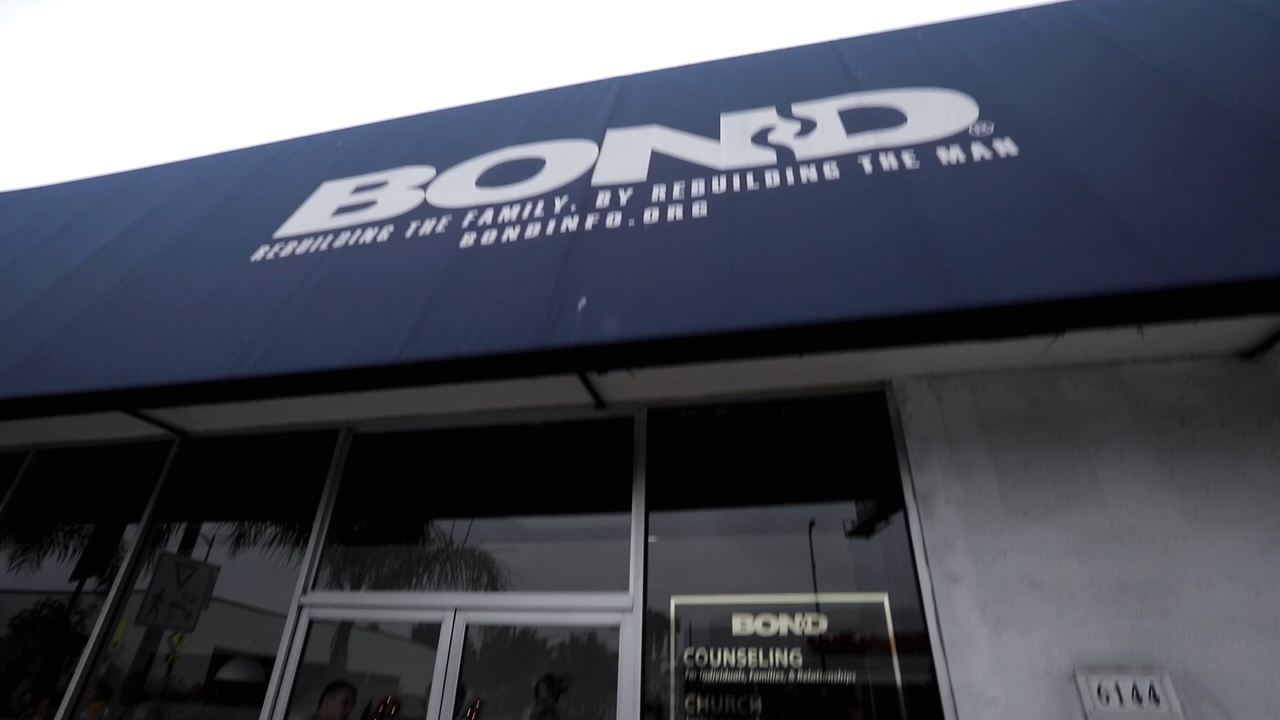 BOND®
REBUILDING THE FAMILY, BY REBUILDING THE MAN
BONDINFO.ORG
BOND
COUNSELING
For Individuals, Families, & Relationships
CHURCH
6144